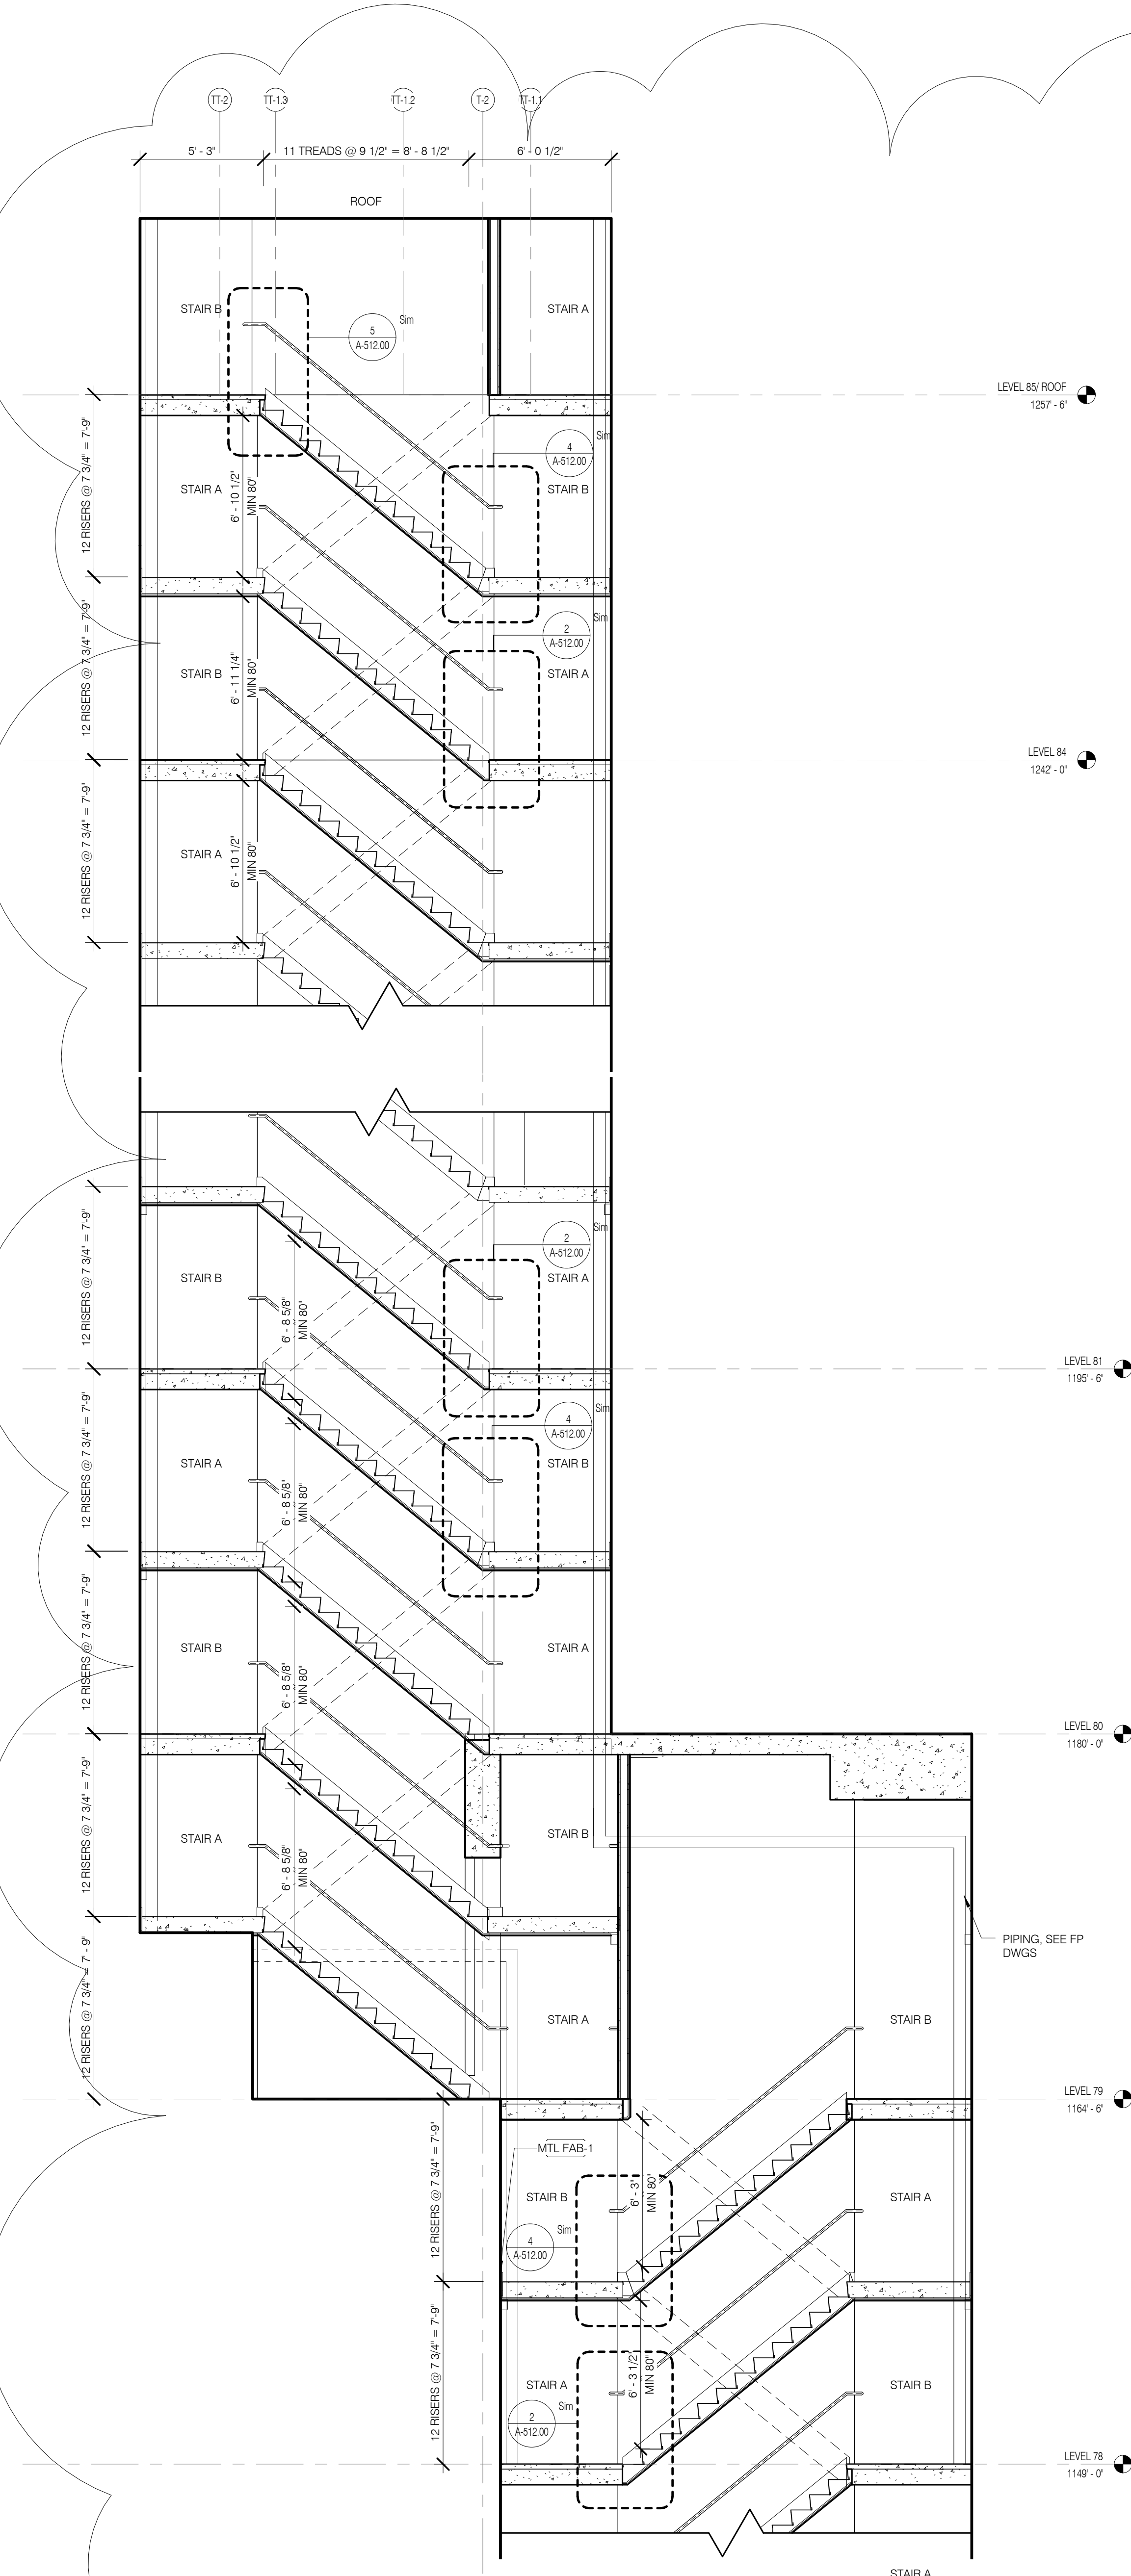 TT-2
TT-1.3
TT-1.2
T-2
TT-1.1
5' - 3"
11 TREADS @ 9 1/2" = 8' - 8 1/2"
6' - 0 1/2"
ROOF
STAIR B
5
A-512.00
Sim
STAIR A
LEVEL 85/ ROOF
1257' - 6"
12 RISERS @ 7 3/4" = 7'-9"
STAIR A
6' - 10 1/2"
MIN 80"
4
A-512.00
Sim
STAIR B
12 RISERS @ 7 3/4" = 7'-9"
STAIR B
6' - 11 1/4"
MIN 80"
2
A-512.00
Sim
STAIR A
LEVEL 84
1242' - 0"
12 RISERS @ 7 3/4" = 7'-9"
STAIR A
6' - 10 1/2"
MIN 80"
12 RISERS @ 7 3/4" = 7'-9"
STAIR B
6' - 8 5/8"
MIN 80"
2
A-512.00
Sim
STAIR A
LEVEL 81
1195' - 6"
12 RISERS @ 7 3/4" = 7'-9"
STAIR A
6' - 8 5/8"
MIN 80"
4
A-512.00
Sim
STAIR B
12 RISERS @ 7 3/4" = 7'-9"
STAIR B
6' - 8 5/8"
MIN 80"
STAIR A
LEVEL 80
1180' - 0"
12 RISERS @ 7 3/4" = 7'-9"
STAIR A
6' - 8 5/8"
MIN 80"
STAIR B
PIPING, SEE FP
DWGS
12 RISERS @ 7 3/4" = 7' - 9"
STAIR A
STAIR B
LEVEL 79
1164' - 6"
12 RISERS @ 7 3/4" = 7'-9"
MTL FAB-1
STAIR B
6' - 3"
MIN 80"
STAIR A
4
A-512.00
Sim
12 RISERS @ 7 3/4" = 7'-9"
STAIR A
6' - 3 1/2"
MIN 80"
STAIR B
2
A-512.00
Sim
LEVEL 78
1149' - 0"
STAIR A